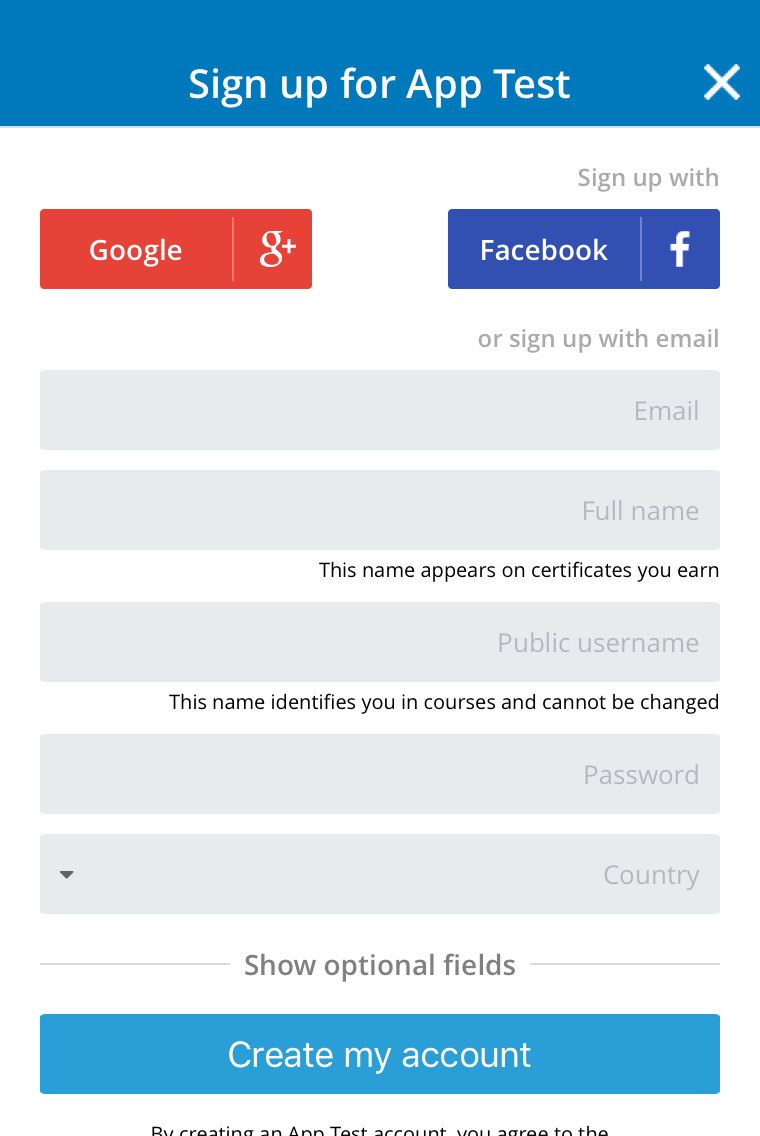 Sign up for App Test
Sign up with
Google g+
Facebook f
or sign up with email
Email
Full name
This name appears on certificates you earn
Public username
This name identifies you in courses and cannot be changed
Password
Country
Show optional fields
Create my account
By creating an App Test account, you agree to the